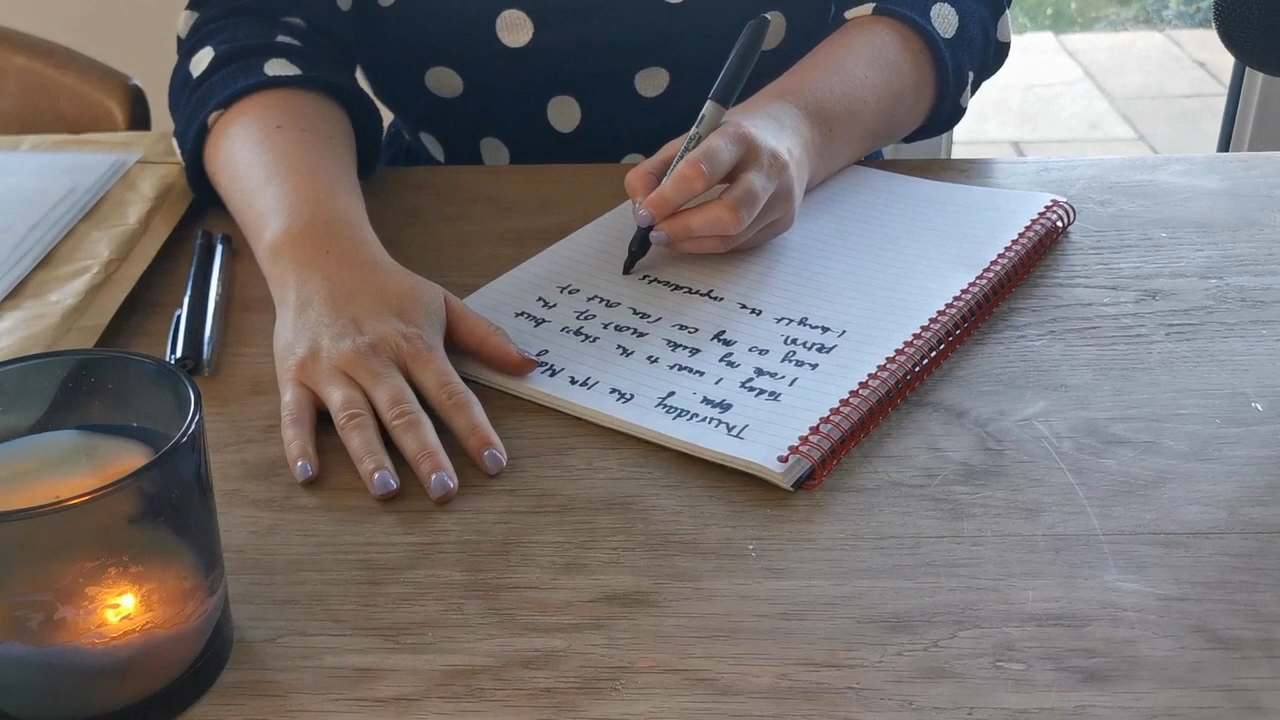 Thursday the 19th May
6pm.
Today I went to the shops but
I rode my bike most of the
way as my car ran out of
petrol.
I bought the ingredients